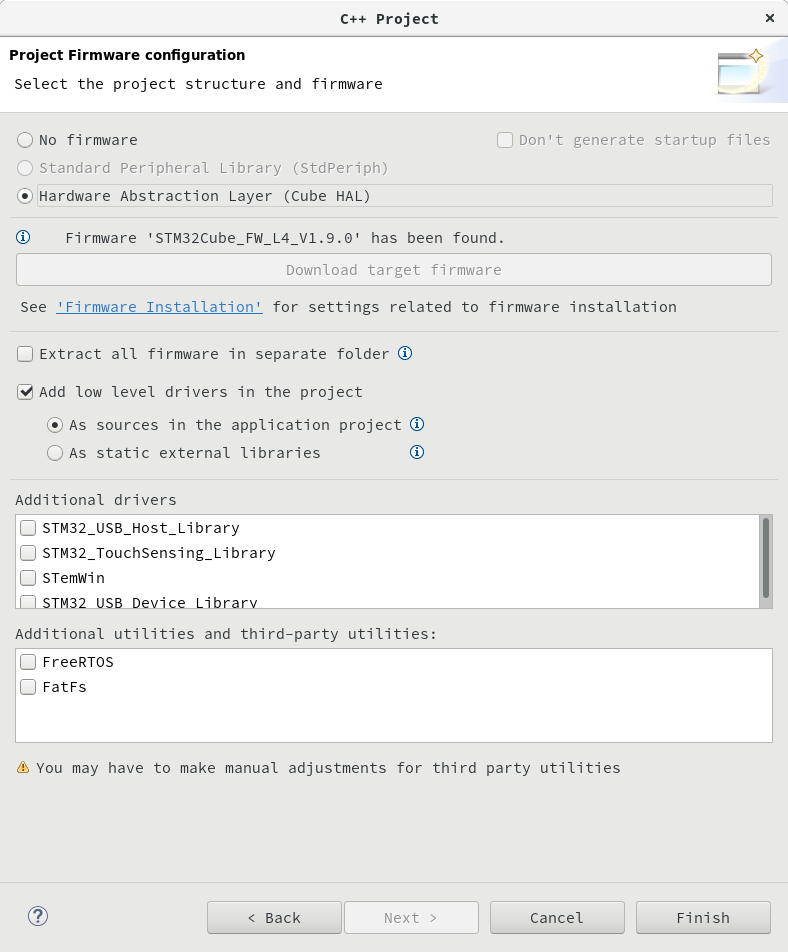 C++ Project
Project Firmware configuration
Select the project structure and firmware
No firmware
Don't generate startup files
Standard Peripheral Library (StdPeriph)
Hardware Abstraction Layer (Cube HAL)
Firmware 'STM32Cube_FW_L4_V1.9.0' has been found.
Download target firmware
See 'Firmware Installation' for settings related to firmware installation
Extract all firmware in separate folder
Add low level drivers in the project
As sources in the application project
As static external libraries
Additional drivers
STM32_USB_Host_Library
STM32_TouchSensing_Library
STemWin
STM32_USB_Device_Library
Additional utilities and third-party utilities:
FreeRTOS
FatFs
You may have to make manual adjustments for third party utilities
< Back
Next >
Cancel
Finish